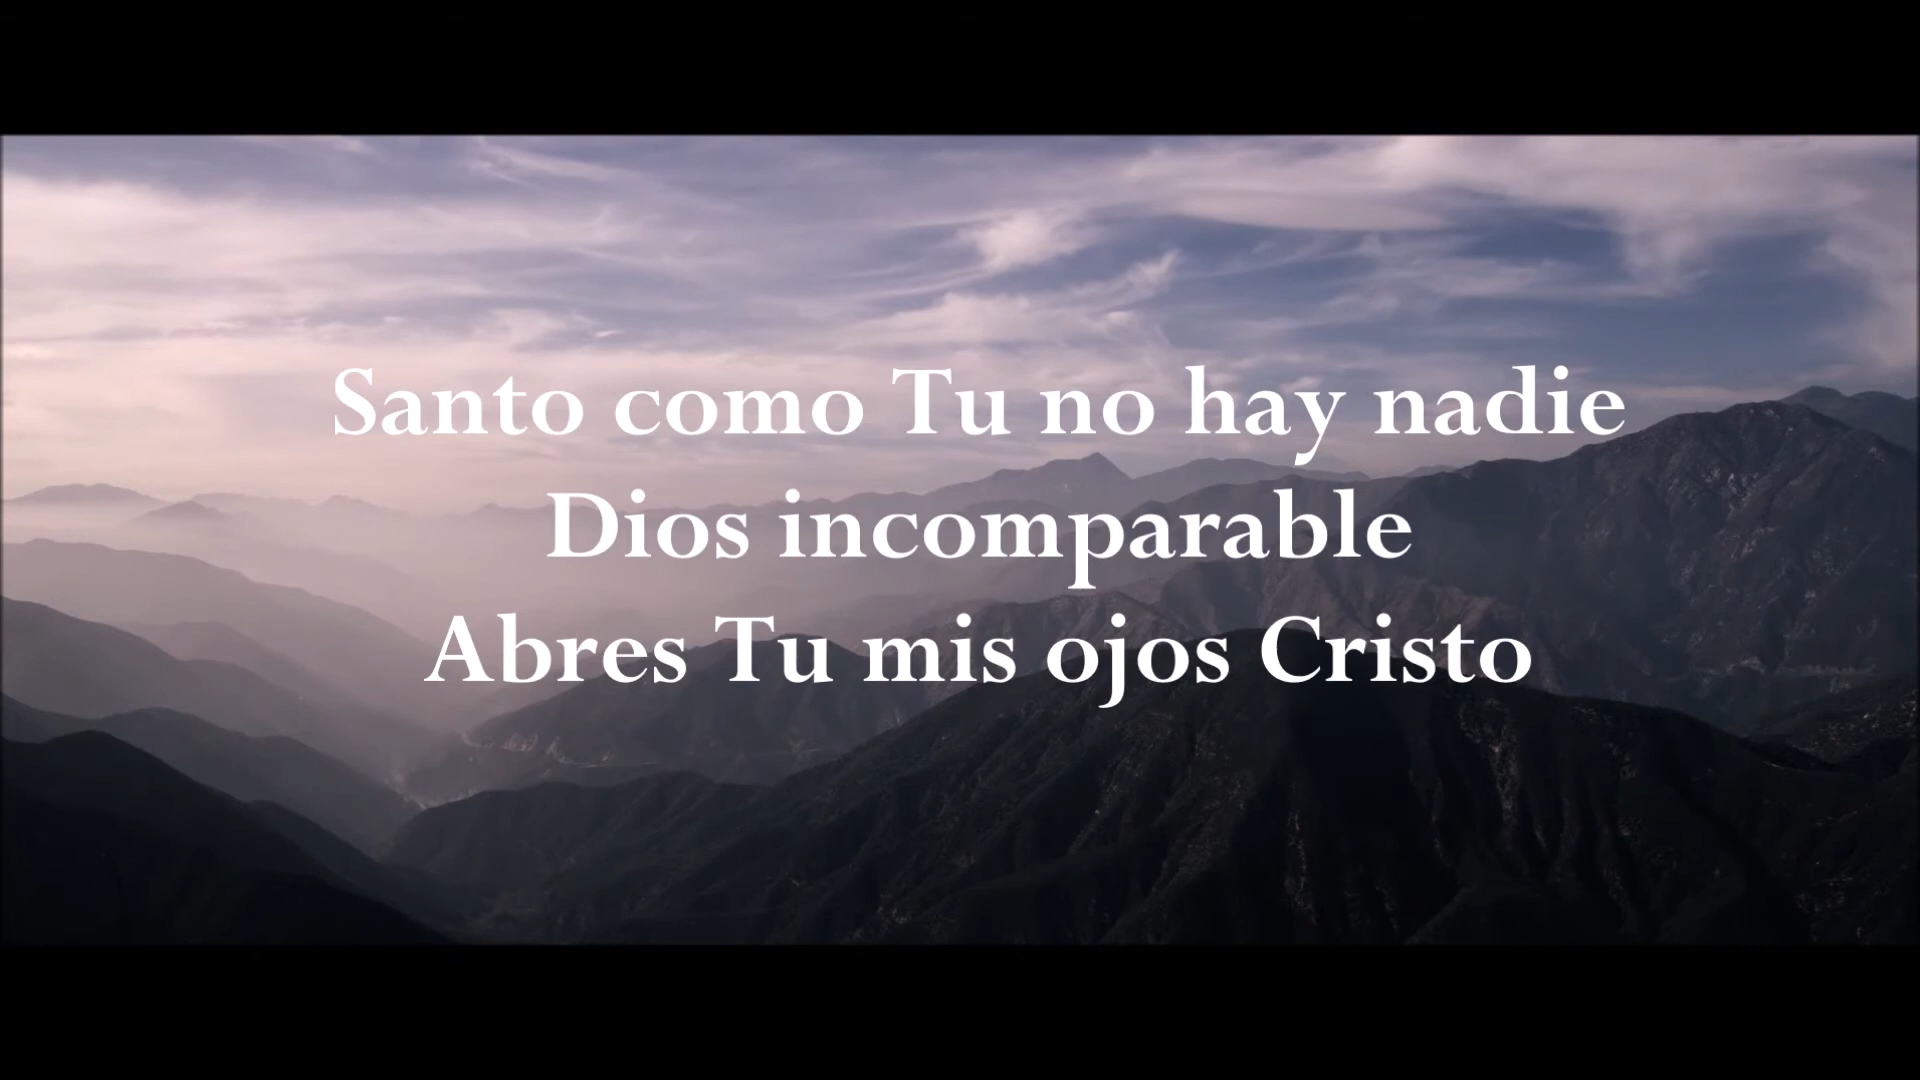 Santo como Tu no hay nadie
Dios incomparable
Abres Tu mis ojos Cristo